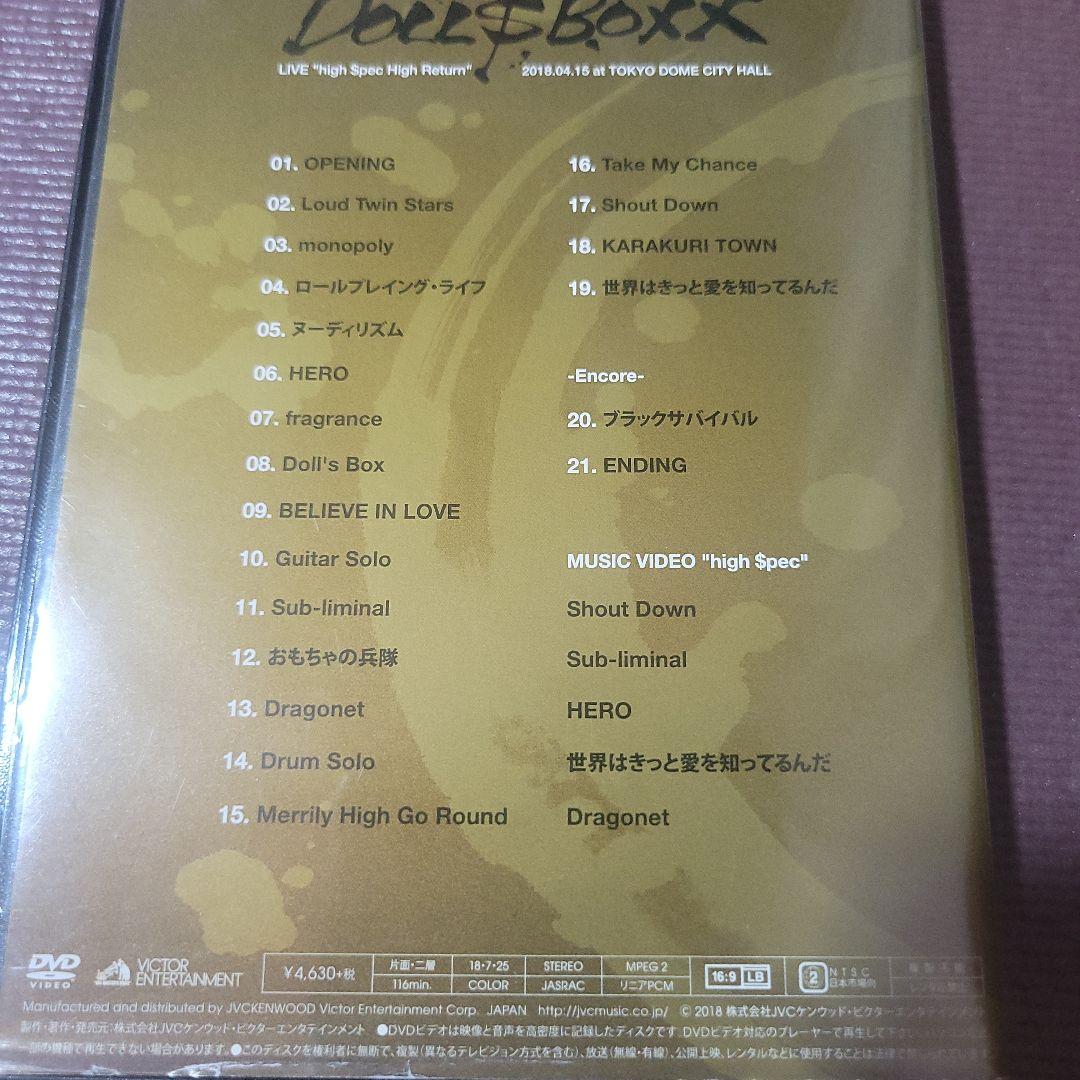 DOLL$BOXX
LIVE "high $pec High Return" 2018.04.15 at TOKYO DOME CITY HALL
01. OPENING
02. Loud Twin Stars
03. monopoly
04. ロールプレイング・ライフ
05. ヌーディリズム
06. HERO
07. fragrance
08. Doll's Box
09. BELIEVE IN LOVE
10. Guitar Solo
11. Sub-liminal
12. おもちゃの兵隊
13. Dragonet
14. Drum Solo
15. Merrily High Go Round
16. Take My Chance
17. Shout Down
18. KARAKURI TOWN
19. 世界はきっと愛を知ってるんだ
-Encore-
20. ブラックサバイバル
21. ENDING
MUSIC VIDEO "high $pec"
Shout Down
Sub-liminal
HERO
世界はきっと愛を知ってるんだ
Dragonet
DVD VIDEO
VICTOR ENTERTAINMENT
¥4,630+税
片面・二層 18・7・25 STEREO MPEG 2
116min. COLOR JASRAC リニアPCM
16:9 LB
2 NTSC 日本市場向
Manufactured and distributed by JVCKENWOOD Victor Entertainment Corp. JAPAN http://jvcmusic.co.jp/ © 2018 株式会社JVCケンウッド・ビクターエンタテインメン
製作・著作・発売元:株式会社JVCケンウッド・ビクターエンタテインメント ●DVDビデオは映像と音声を高密度に記録したディスクです。DVDビデオ対応のプレーヤーで再生して下
一部の機種で再生できない場合があります。●このディスクを権利者に無断で、複製(異なるテレビジョン方式を含む)、放送(無線・有線)、公開上映、レンタルなどに使用することは法律で